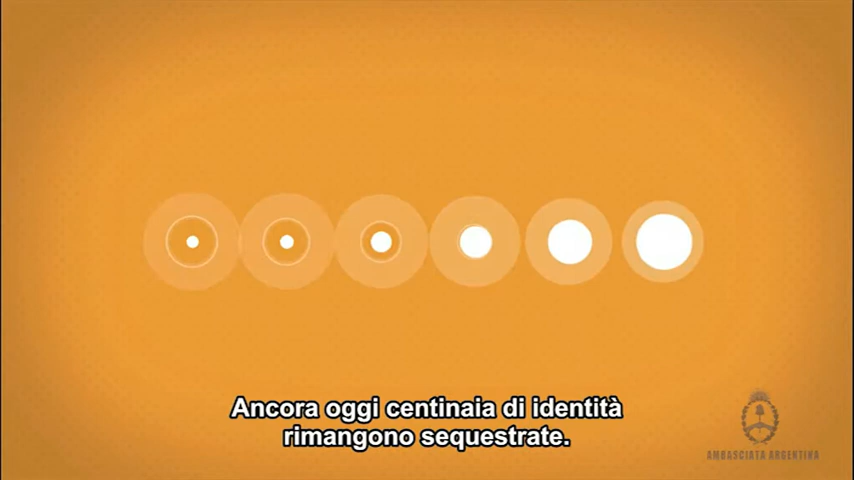 Ancora oggi centinaia di identità
rimangono sequestrate.
AMBASCIATA ARGENTINA